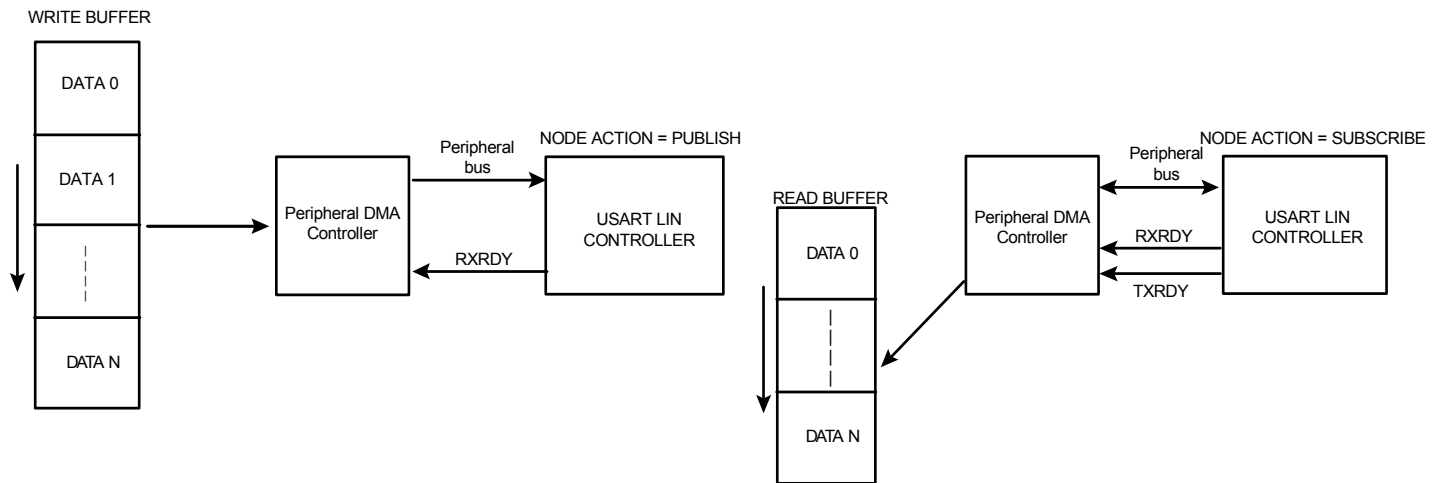 WRITE BUFFER
DATA 0
DATA 1
DATA N
Peripheral DMA
Controller
Peripheral
bus
RXRDY
NODE ACTION = PUBLISH
USART LIN
CONTROLLER
READ BUFFER
DATA 0
DATA N
Peripheral DMA
Controller
Peripheral
bus
RXRDY
TXRDY
NODE ACTION = SUBSCRIBE
USART LIN
CONTROLLER